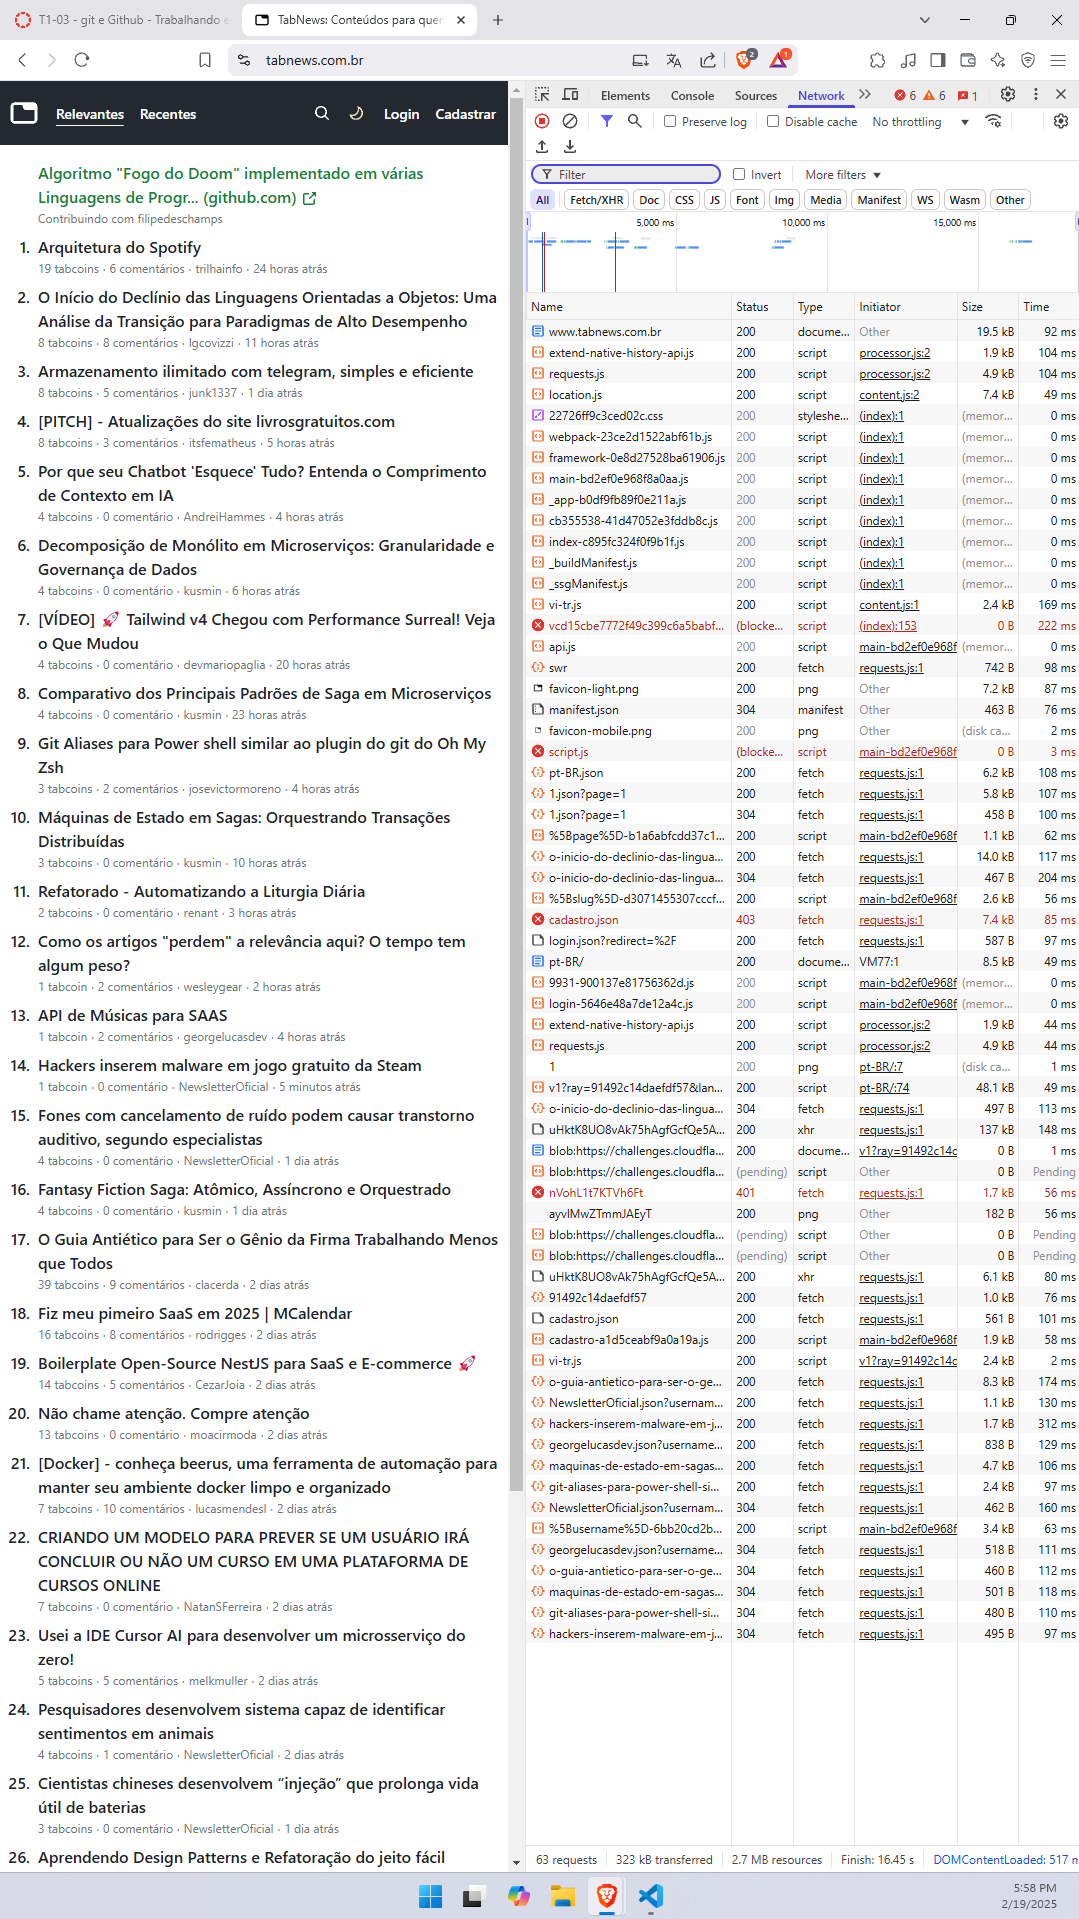 T1-03 - git e Github - Trabalhando e
TabNews: Conteúdos para quem
tabnews.com.br
2
1
Relevantes
Recentes
Login
Cadastrar
Algoritmo "Fogo do Doom" implementado em várias
Linguagens de Progr... (github.com)
Contribuindo com filipedeschamps
1. Arquitetura do Spotify
19 tabcoins · 6 comentários · trilhainfo · 24 horas atrás
2. O Início do Declínio das Linguagens Orientadas a Objetos: Uma
Análise da Transição para Paradigmas de Alto Desempenho
8 tabcoins · 8 comentários · lgcovizzi · 11 horas atrás
3. Armazenamento ilimitado com telegram, simples e eficiente
8 tabcoins · 5 comentários · junk1337 · 1 dia atrás
4. [PITCH] - Atualizações do site livrosgratuitos.com
8 tabcoins · 3 comentários · itsfematheus · 5 horas atrás
5. Por que seu Chatbot 'Esquece' Tudo? Entenda o Comprimento
de Contexto em IA
4 tabcoins · 0 comentário · AndreiHammes · 4 horas atrás
6. Decomposição de Monólito em Microserviços: Granularidade e
Governança de Dados
4 tabcoins · 0 comentário · kusmin · 6 horas atrás
7. [VÍDEO] 🚀 Tailwind v4 Chegou com Performance Surreal! Veja
o Que Mudou
4 tabcoins · 0 comentário · devmariopaglia · 20 horas atrás
8. Comparativo dos Principais Padrões de Saga em Microserviços
4 tabcoins · 0 comentário · kusmin · 23 horas atrás
9. Git Aliases para Power shell similar ao plugin do git do Oh My
Zsh
3 tabcoins · 2 comentários · josevictormoreno · 4 horas atrás
10. Máquinas de Estado em Sagas: Orquestrando Transações
Distribuídas
3 tabcoins · 0 comentário · kusmin · 10 horas atrás
11. Refatorado - Automatizando a Liturgia Diária
2 tabcoins · 0 comentário · renant · 3 horas atrás
12. Como os artigos "perdem" a relevância aqui? O tempo tem
algum peso?
1 tabcoin · 2 comentários · wesleygear · 2 horas atrás
13. API de Músicas para SAAS
1 tabcoin · 2 comentários · georgelucasdev · 4 horas atrás
14. Hackers inserem malware em jogo gratuito da Steam
1 tabcoin · 0 comentário · NewsletterOficial · 5 minutos atrás
15. Fones com cancelamento de ruído podem causar transtorno
auditivo, segundo especialistas
4 tabcoins · 0 comentário · NewsletterOficial · 1 dia atrás
16. Fantasy Fiction Saga: Atômico, Assíncrono e Orquestrado
4 tabcoins · 0 comentário · kusmin · 1 dia atrás
17. O Guia Antiético para Ser o Gênio da Firma Trabalhando Menos
que Todos
39 tabcoins · 9 comentários · clacerda · 2 dias atrás
18. Fiz meu pimeiro SaaS em 2025 | MCalendar
16 tabcoins · 8 comentários · rodrigges · 2 dias atrás
19. Boilerplate Open-Source NestJS para SaaS e E-commerce 🚀
14 tabcoins · 5 comentários · CezarJoia · 2 dias atrás
20. Não chame atenção. Compre atenção
13 tabcoins · 0 comentário · moacirmoda · 2 dias atrás
21. [Docker] - conheça beerus, uma ferramenta de automação para
manter seu ambiente docker limpo e organizado
7 tabcoins · 10 comentários · lucasmendesl · 2 dias atrás
22. CRIANDO UM MODELO PARA PREVER SE UM USUÁRIO IRÁ
CONCLUIR OU NÃO UM CURSO EM UMA PLATAFORMA DE
CURSOS ONLINE
7 tabcoins · 0 comentário · NatanSFerreira · 2 dias atrás
23. Usei a IDE Cursor AI para desenvolver um microsserviço do
zero!
5 tabcoins · 5 comentários · melkmuller · 2 dias atrás
24. Pesquisadores desenvolvem sistema capaz de identificar
sentimentos em animais
4 tabcoins · 1 comentário · NewsletterOficial · 2 dias atrás
25. Cientistas chineses desenvolvem “injeção” que prolonga vida
útil de baterias
3 tabcoins · 0 comentário · NewsletterOficial · 1 dia atrás
26. Aprendendo Design Patterns e Refatoração do jeito fácil
Elements Console Sources Network 6 6 1
Preserve log Disable cache No throttling
Filter Invert More filters
All Fetch/XHR Doc CSS JS Font Img Media Manifest WS Wasm Other
5,000 ms 10,000 ms 15,000 ms
Name Status Type Initiator Size Time
www.tabnews.com.br 200 docume... Other 19.5 kB 92 ms
extend-native-history-api.js 200 script processor.js:2 1.9 kB 104 ms
requests.js 200 script processor.js:2 4.9 kB 104 ms
location.js 200 script content.js:2 7.4 kB 49 ms
22726ff9c3ced02c.css 200 styleshe... (index):1 (memor... 0 ms
webpack-23ce2d1522abf61b.js 200 script (index):1 (memor... 0 ms
framework-0e8d27528ba61906.js 200 script (index):1 (memor... 0 ms
main-bd2ef0e968f8a0aa.js 200 script (index):1 (memor... 0 ms
_app-b0df9fb89f0e211a.js 200 script (index):1 (memor... 0 ms
cb355538-41d47052e3fddb8c.js 200 script (index):1 (memor... 0 ms
index-c895fc324f0f9b1f.js 200 script (index):1 (memor... 0 ms
_buildManifest.js 200 script (index):1 (memor... 0 ms
_ssgManifest.js 200 script (index):1 (memor... 0 ms
vi-tr.js 200 script content.js:1 2.4 kB 169 ms
vcd15cbe7772f49c399c6a5babf... (blocke... script (index):153 0 B 222 ms
api.js 200 script main-bd2ef0e968f (memor... 0 ms
swr 200 fetch requests.js:1 742 B 98 ms
favicon-light.png 200 png Other 7.2 kB 87 ms
manifest.json 304 manifest Other 463 B 76 ms
favicon-mobile.png 200 png Other (disk ca... 2 ms
script.js (blocke... script main-bd2ef0e968f 0 B 3 ms
pt-BR.json 200 fetch requests.js:1 6.2 kB 108 ms
1.json?page=1 200 fetch requests.js:1 5.8 kB 107 ms
1.json?page=1 304 fetch requests.js:1 458 B 100 ms
%5Bpage%5D-b1a6abfcdd37c1... 200 script main-bd2ef0e968f 1.1 kB 62 ms
o-inicio-do-declinio-das-lingua... 200 fetch requests.js:1 14.0 kB 117 ms
o-inicio-do-declinio-das-lingua... 304 fetch requests.js:1 467 B 204 ms
%5Bslug%5D-d3071455307cccf... 200 script main-bd2ef0e968f 2.6 kB 56 ms
cadastro.json 403 fetch requests.js:1 7.4 kB 85 ms
login.json?redirect=%2F 200 fetch requests.js:1 587 B 97 ms
pt-BR/ 200 docume... VM77:1 8.5 kB 49 ms
9931-900137e81756362d.js 200 script main-bd2ef0e968f (memor... 0 ms
login-5646e48a7de12a4c.js 200 script main-bd2ef0e968f (memor... 0 ms
extend-native-history-api.js 200 script processor.js:2 1.9 kB 44 ms
requests.js 200 script processor.js:2 4.9 kB 44 ms
1 200 png pt-BR/:7 (disk ca... 1 ms
v1?ray=91492c14daefdf57&lan... 200 script pt-BR/:74 48.1 kB 49 ms
o-inicio-do-declinio-das-lingua... 304 fetch requests.js:1 497 B 113 ms
uHktK8UO8vAk75hAgfGcfQe5A... 200 xhr requests.js:1 137 kB 148 ms
blob:https://challenges.cloudfla... 200 docume... v1?ray=91492c14c 0 B 1 ms
blob:https://challenges.cloudfla... (pending) script Other 0 B Pending
nVohL1t7KTVh6Ft 401 fetch requests.js:1 1.7 kB 56 ms
ayvlMwZTmmJAEyT 200 png Other 182 B 56 ms
blob:https://challenges.cloudfla... (pending) script Other 0 B Pending
blob:https://challenges.cloudfla... (pending) script Other 0 B Pending
uHktK8UO8vAk75hAgfGcfQe5A... 200 xhr requests.js:1 6.1 kB 80 ms
91492c14daefdf57 200 fetch requests.js:1 1.0 kB 76 ms
cadastro.json 200 fetch requests.js:1 561 B 101 ms
cadastro-a1d5ceabf9a0a19a.js 200 script main-bd2ef0e968f 1.9 kB 58 ms
vi-tr.js 200 script v1?ray=91492c14c 2.4 kB 2 ms
o-guia-antietico-para-ser-o-ge... 200 fetch requests.js:1 8.3 kB 174 ms
NewsletterOficial.json?usernam... 200 fetch requests.js:1 1.1 kB 130 ms
hackers-inserem-malware-em-j... 200 fetch requests.js:1 1.7 kB 312 ms
georgelucasdev.json?username... 200 fetch requests.js:1 838 B 129 ms
maquinas-de-estado-em-sagas... 200 fetch requests.js:1 4.7 kB 106 ms
git-aliases-para-power-shell-si... 200 fetch requests.js:1 2.4 kB 97 ms
NewsletterOficial.json?usernam... 304 fetch requests.js:1 462 B 160 ms
%5Busername%5D-6bb20cd2b... 200 script main-bd2ef0e968f 3.4 kB 63 ms
georgelucasdev.json?username... 304 fetch requests.js:1 518 B 111 ms
o-guia-antietico-para-ser-o-ge... 304 fetch requests.js:1 460 B 112 ms
maquinas-de-estado-em-sagas... 304 fetch requests.js:1 501 B 118 ms
git-aliases-para-power-shell-si... 304 fetch requests.js:1 480 B 110 ms
hackers-inserem-malware-em-j... 304 fetch requests.js:1 495 B 97 ms
63 requests 323 kB transferred 2.7 MB resources Finish: 16.45 s DOMContentLoaded: 517 m
5:58 PM
2/19/2025